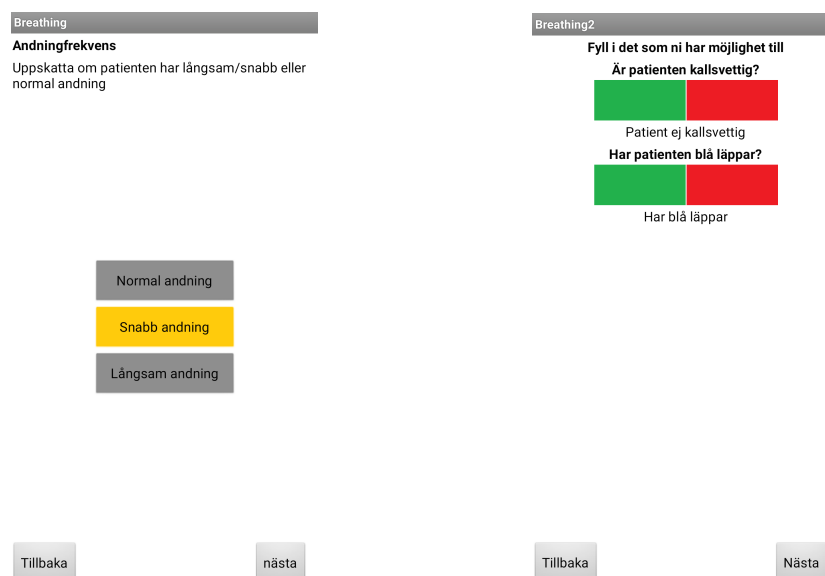 Breathing
Andningfrekvens
Uppskatta om patienten har långsam/snabb eller
normal andning
Normal andning
Snabb andning
Långsam andning
Tillbaka
nästa
Breathing2
Fyll i det som ni har möjlighet till
Är patienten kallsvettig?
Patient ej kallsvettig
Har patienten blå läppar?
Har blå läppar
Tillbaka
Nästa